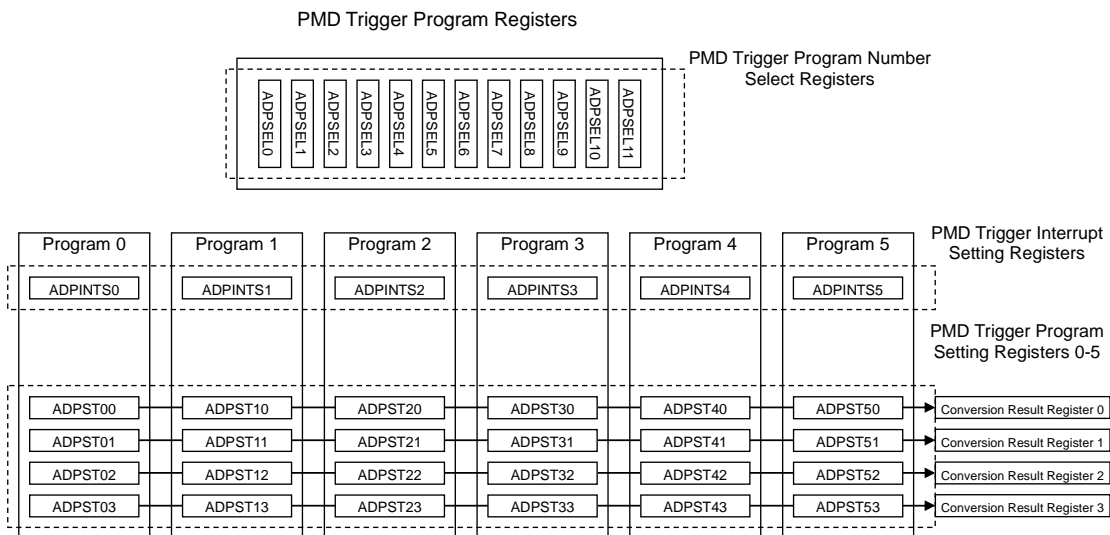 PMD Trigger Program Registers
PMD Trigger Program Number
Select Registers
ADPSEL0
ADPSEL1
ADPSEL2
ADPSEL3
ADPSEL4
ADPSEL5
ADPSEL6
ADPSEL7
ADPSEL8
ADPSEL9
ADPSEL10
ADPSEL11
Program 0
Program 1
Program 2
Program 3
Program 4
Program 5
PMD Trigger Interrupt
Setting Registers
ADPINTS0
ADPINTS1
ADPINTS2
ADPINTS3
ADPINTS4
ADPINTS5
PMD Trigger Program
Setting Registers 0-5
ADPST00
ADPST10
ADPST20
ADPST30
ADPST40
ADPST50
Conversion Result Register 0
ADPST01
ADPST11
ADPST21
ADPST31
ADPST41
ADPST51
Conversion Result Register 1
ADPST02
ADPST12
ADPST22
ADPST32
ADPST42
ADPST52
Conversion Result Register 2
ADPST03
ADPST13
ADPST23
ADPST33
ADPST43
ADPST53
Conversion Result Register 3